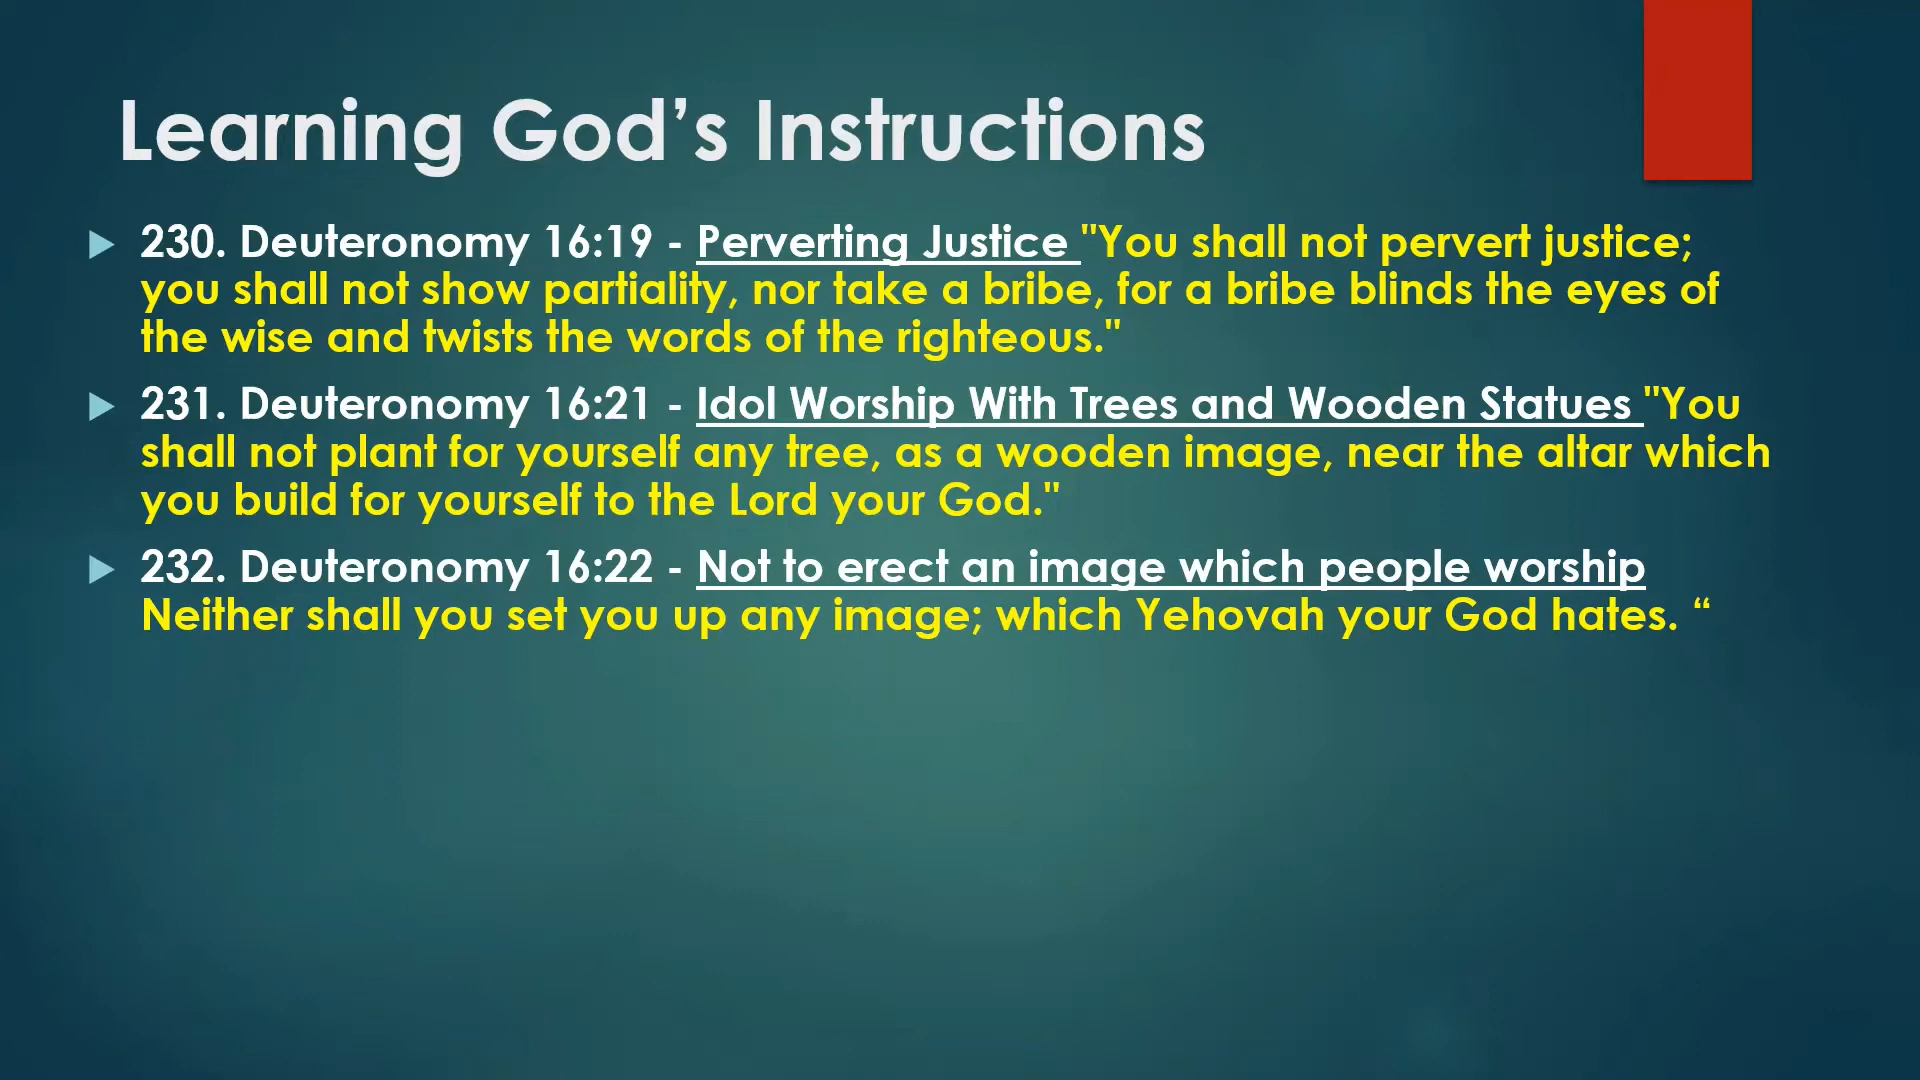 Learning God’s Instructions
230. Deuteronomy 16:19 - Perverting Justice "You shall not pervert justice;
you shall not show partiality, nor take a bribe, for a bribe blinds the eyes of
the wise and twists the words of the righteous."
231. Deuteronomy 16:21 - Idol Worship With Trees and Wooden Statues "You
shall not plant for yourself any tree, as a wooden image, near the altar which
you build for yourself to the Lord your God."
232. Deuteronomy 16:22 - Not to erect an image which people worship
Neither shall you set you up any image; which Yehovah your God hates. “